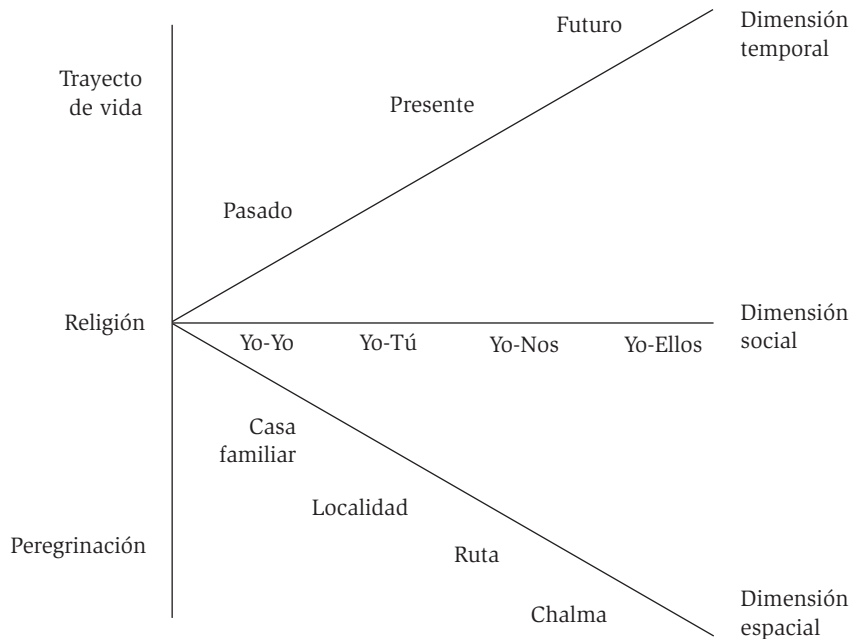 Futuro
Dimensión
temporal
Trayecto
de vida
Presente
Pasado
Religión
Dimensión
social
Yo-Yo
Yo-Tú
Yo-Nos
Yo-Ellos
Casa
familiar
Localidad
Peregrinación
Ruta
Chalma
Dimensión
espacial